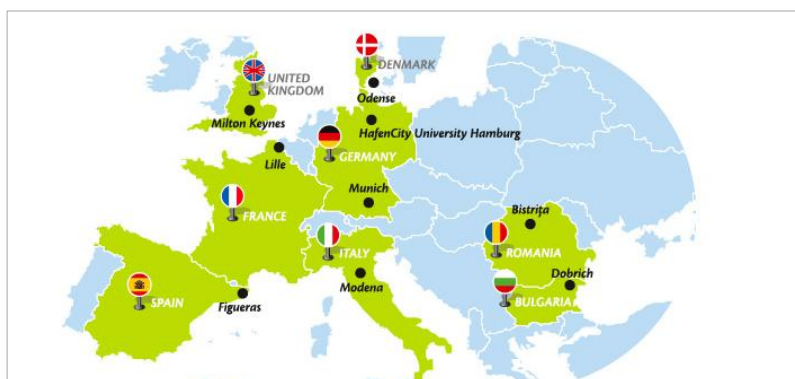 DENMARK
UNITED
KINGDOM
Odense
Milton Keynes
HafenCity University Hamburg
Lille
GERMANY
Munich
FRANCE
Bistrița
ITALY
ROMANIA
Dobrich
Modena
SPAIN
Figueras
BULGARIA